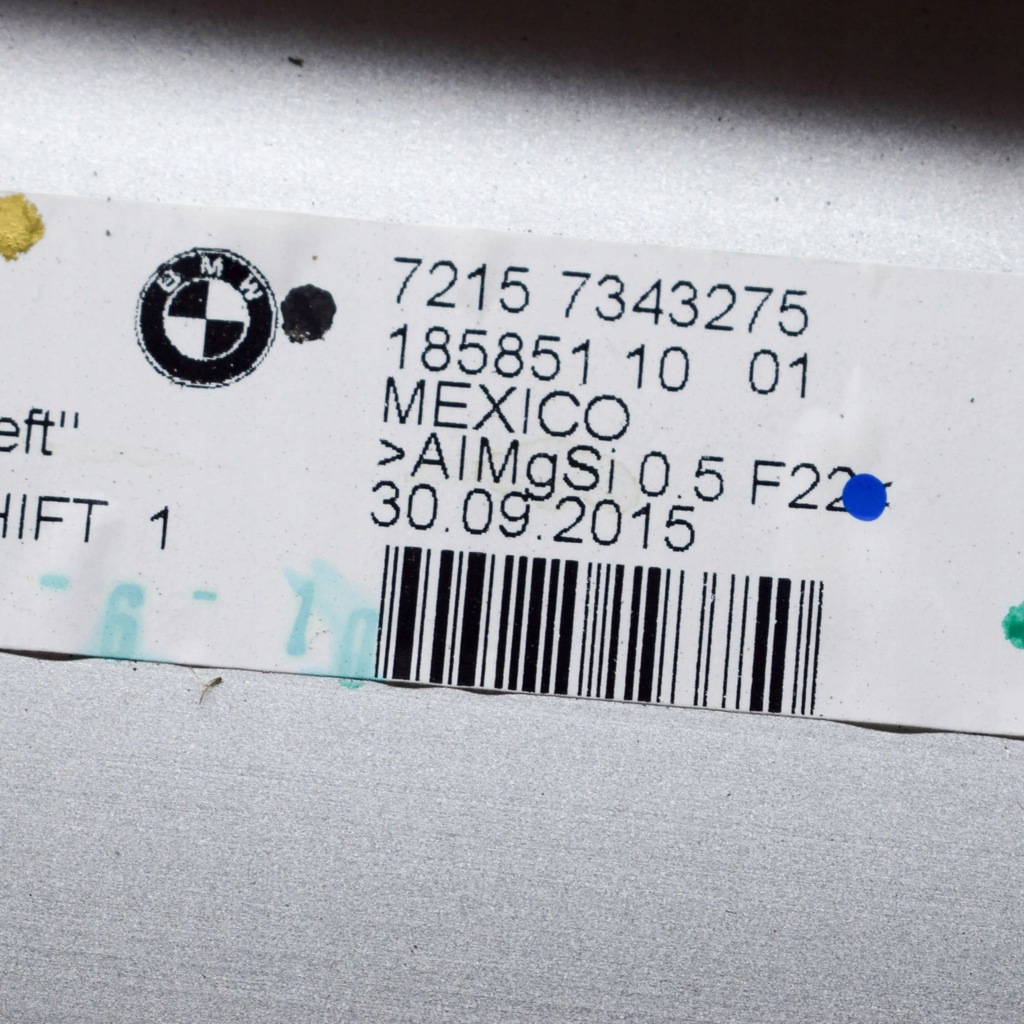 BMW
7215 7343275
185851 10 01
MEXICO
eft"
>AlMgSi 0.5 F22<
HIFT 1
30.09.2015